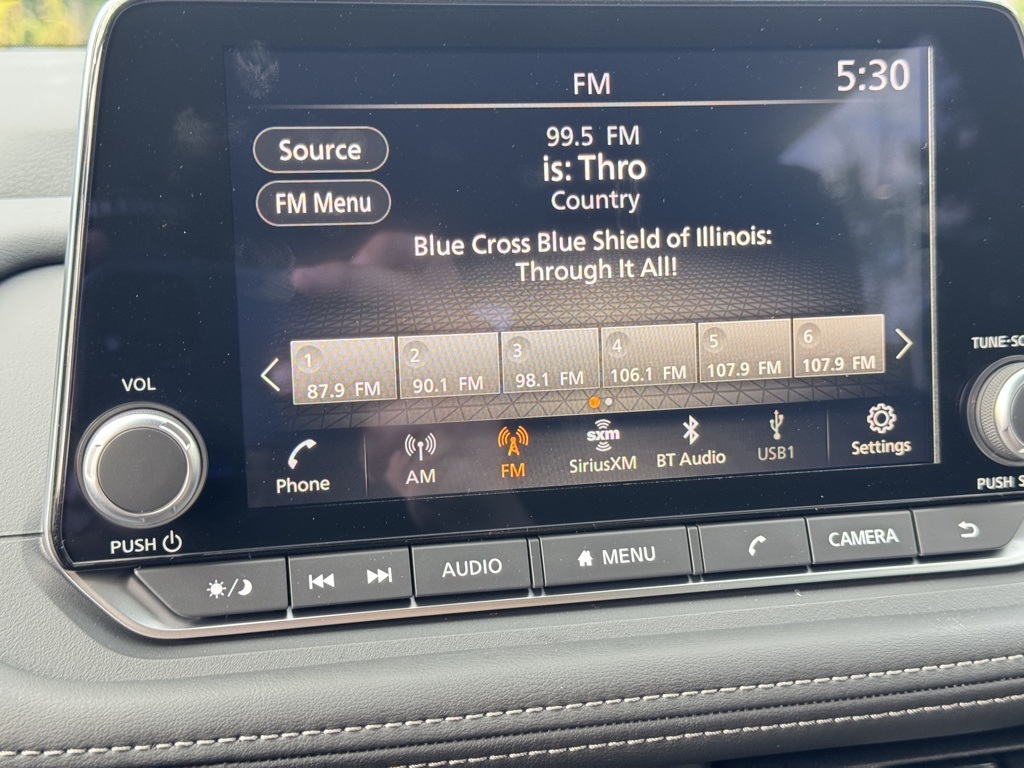 FM
5:30
Source
99.5 FM
is: Thro
FM Menu
Country
Blue Cross Blue Shield of Illinois:
Through It All!
1
87.9 FM
2
90.1 FM
3
98.1 FM
4
106.1 FM
5
107.9 FM
6
107.9 FM
VOL
TUNE-SC
Phone
AM
FM
sxm
SiriusXM
BT Audio
USB1
Settings
PUSH
PUSH S
AUDIO
MENU
CAMERA